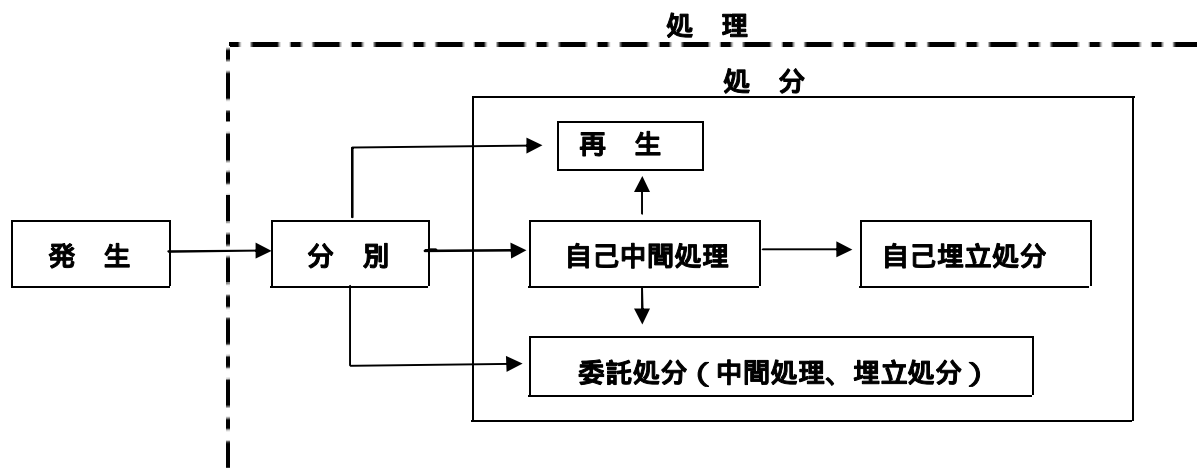 処　理
処　分
再　生
発　生
分　別
自己中間処理
自己埋立処分
委託処分（中間処理、埋立処分）